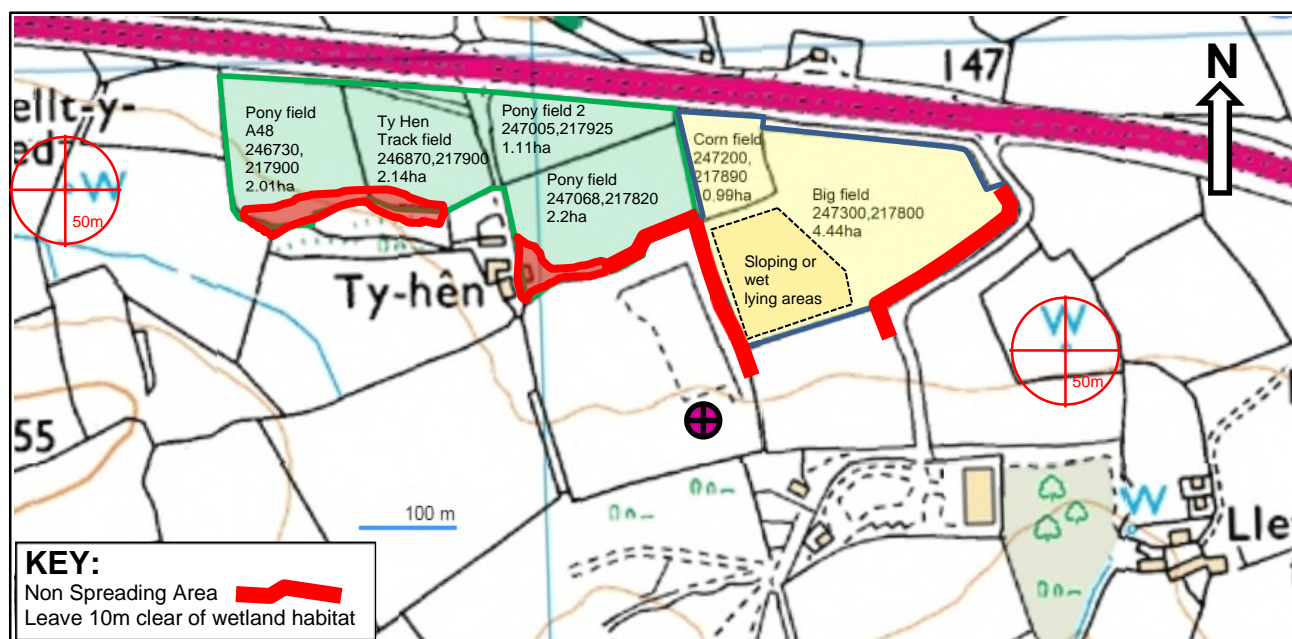 147
N
ellt-y-
ed
W
50m
Pony field
A48
246730,
217900
2.01ha
Ty Hen
Track field
246870,217900
2.14ha
Pony field 2
247005,217925
1.11ha
Pony field
247068,217820
2.2ha
Corn field
247200,
217890
0.99ha
Big field
247300,217800
4.44ha
Sloping or
wet
lying areas
Ty-hên
W
50m
55
100 m
W
Lle
KEY:
Non Spreading Area
Leave 10m clear of wetland habitat